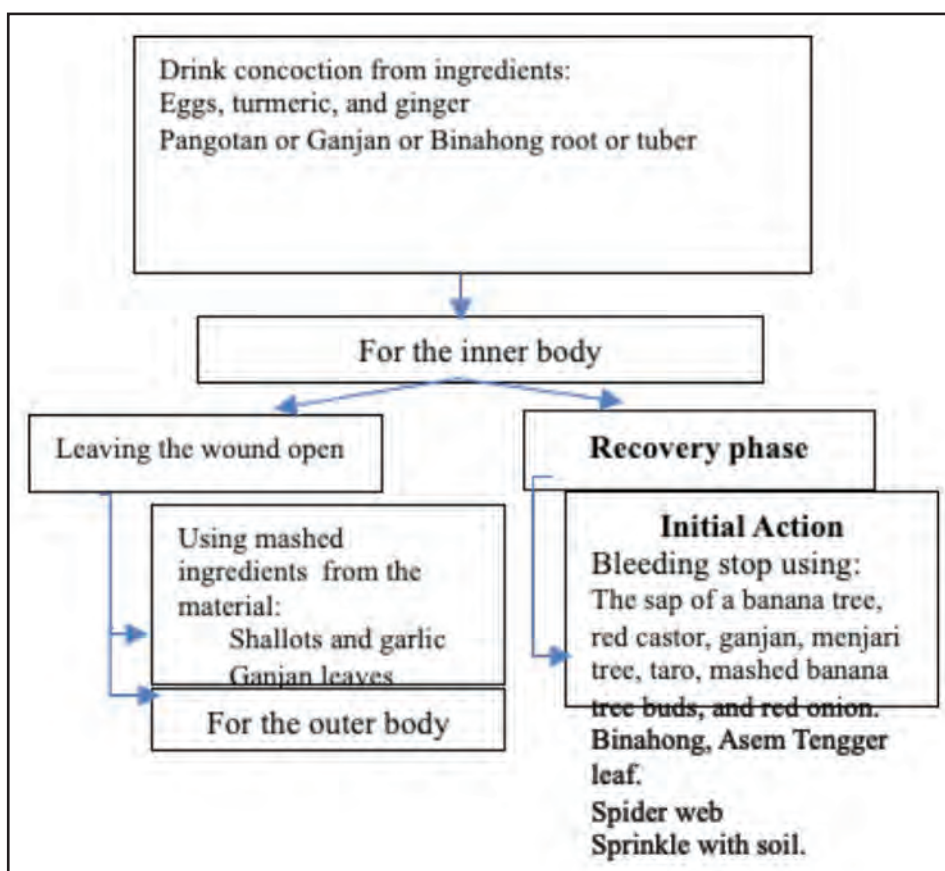 Drink concoction from ingredients:
Eggs, turmeric, and ginger
Pangotan or Ganjan or Binahong root or tuber
For the inner body
Leaving the wound open
Recovery phase
Using mashed
ingredients from the
material:
Shallots and garlic
Ganjan leaves
For the outer body
Initial Action
Bleeding stop using:
The sap of a banana tree,
red castor, ganjan, menjari
tree, taro, mashed banana
tree buds, and red onion.
Binahong, Asem Tengger
leaf.
Spider web
Sprinkle with soil.